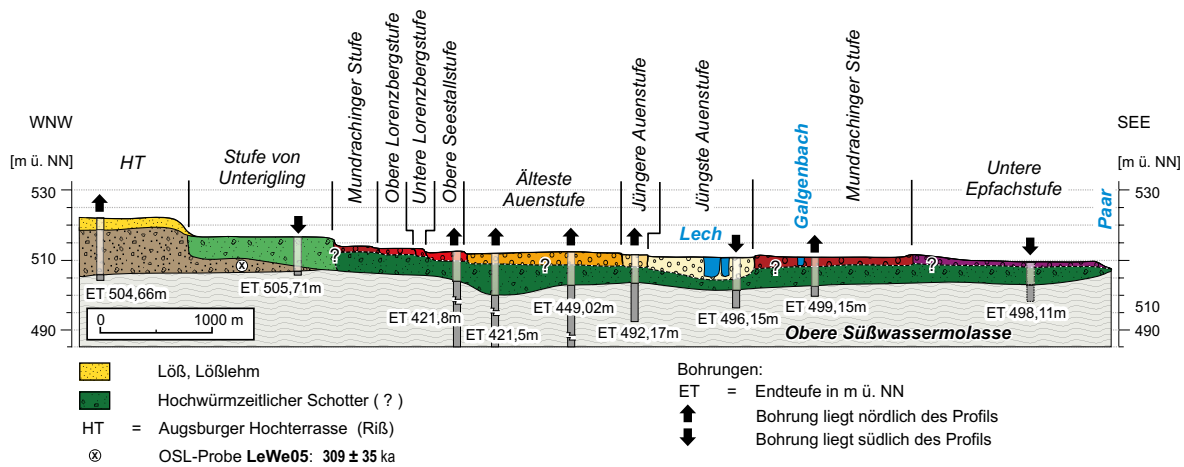 WNW
SEE
[m ü. NN]
[m ü. NN]
HT
Stufe von
Unterigling
Mundrachinger Stufe
Obere Lorenzbergstufe
Untere Lorenzbergstufe
Obere Seestallstufe
Älteste
Auenstufe
Jüngere Auenstufe
Jüngste Auenstufe
Lech
Galgenbach
Mundrachinger Stufe
Untere
Epfachstufe
Paar
530
510
490
530
510
490
?
?
?
?
ET 504,66m
ET 505,71m
ET 421,8m
ET 421,5m
ET 449,02m
ET 492,17m
ET 496,15m
ET 499,15m
ET 498,11m
Obere Süßwassermolasse
0 1000 m
Löß, Lößlehm
Hochwürmzeitlicher Schotter ( ? )
HT = Augsburger Hochterrasse (Riß)
OSL-Probe LeWe05: 309 ± 35 ka
Bohrungen:
ET = Endteufe in m ü. NN
Bohrung liegt nördlich des Profils
Bohrung liegt südlich des Profils